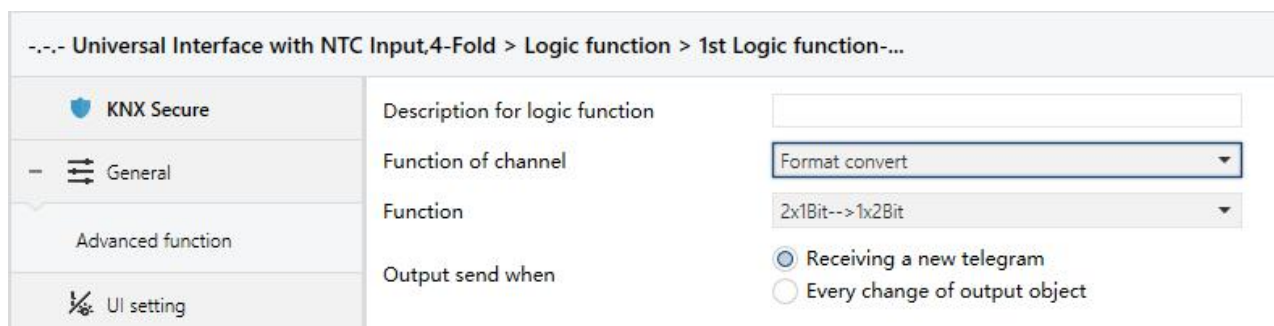 -.-.- Universal Interface with NTC Input,4-Fold > Logic function > 1st Logic function-...
KNX Secure
General
Advanced function
UI setting
Description for logic function
Function of channel
Format convert
Function
2x1Bit-->1x2Bit
Output send when
Receiving a new telegram
Every change of output object